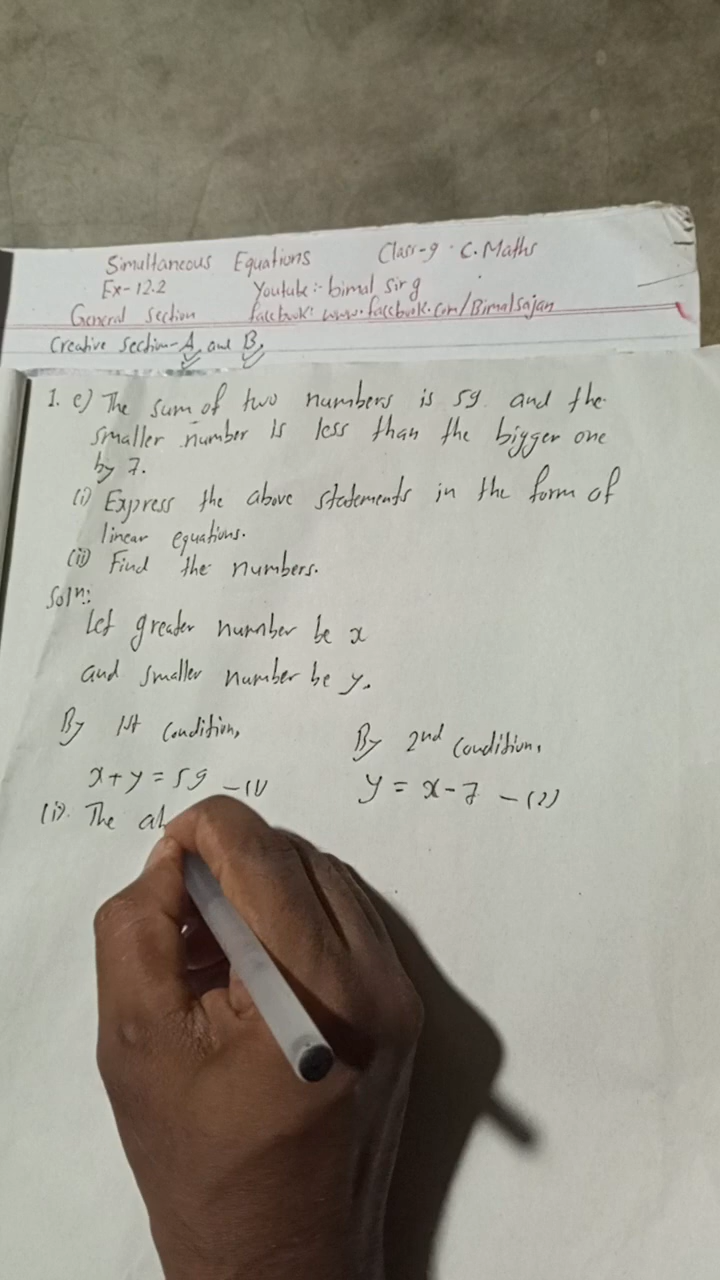 Simultaneous Equations Class-9 C. Maths
Ex-12.2 Youtube:- bimal sir g
General Section facebook: www.facebook.com/Bimalsajan
Creative Section-A and B,
1. e) The sum of two numbers is 59 and the
smaller number is less than the bigger one
by 7.
(i) Express the above statements in the form of
linear equations.
(ii) Find the numbers.
Soln:
Let greater number be x
and smaller number be y.
By 1st Condition, By 2nd Condition,
x+y = 59 -(1) y = x-7 -(2)
(i). The ab